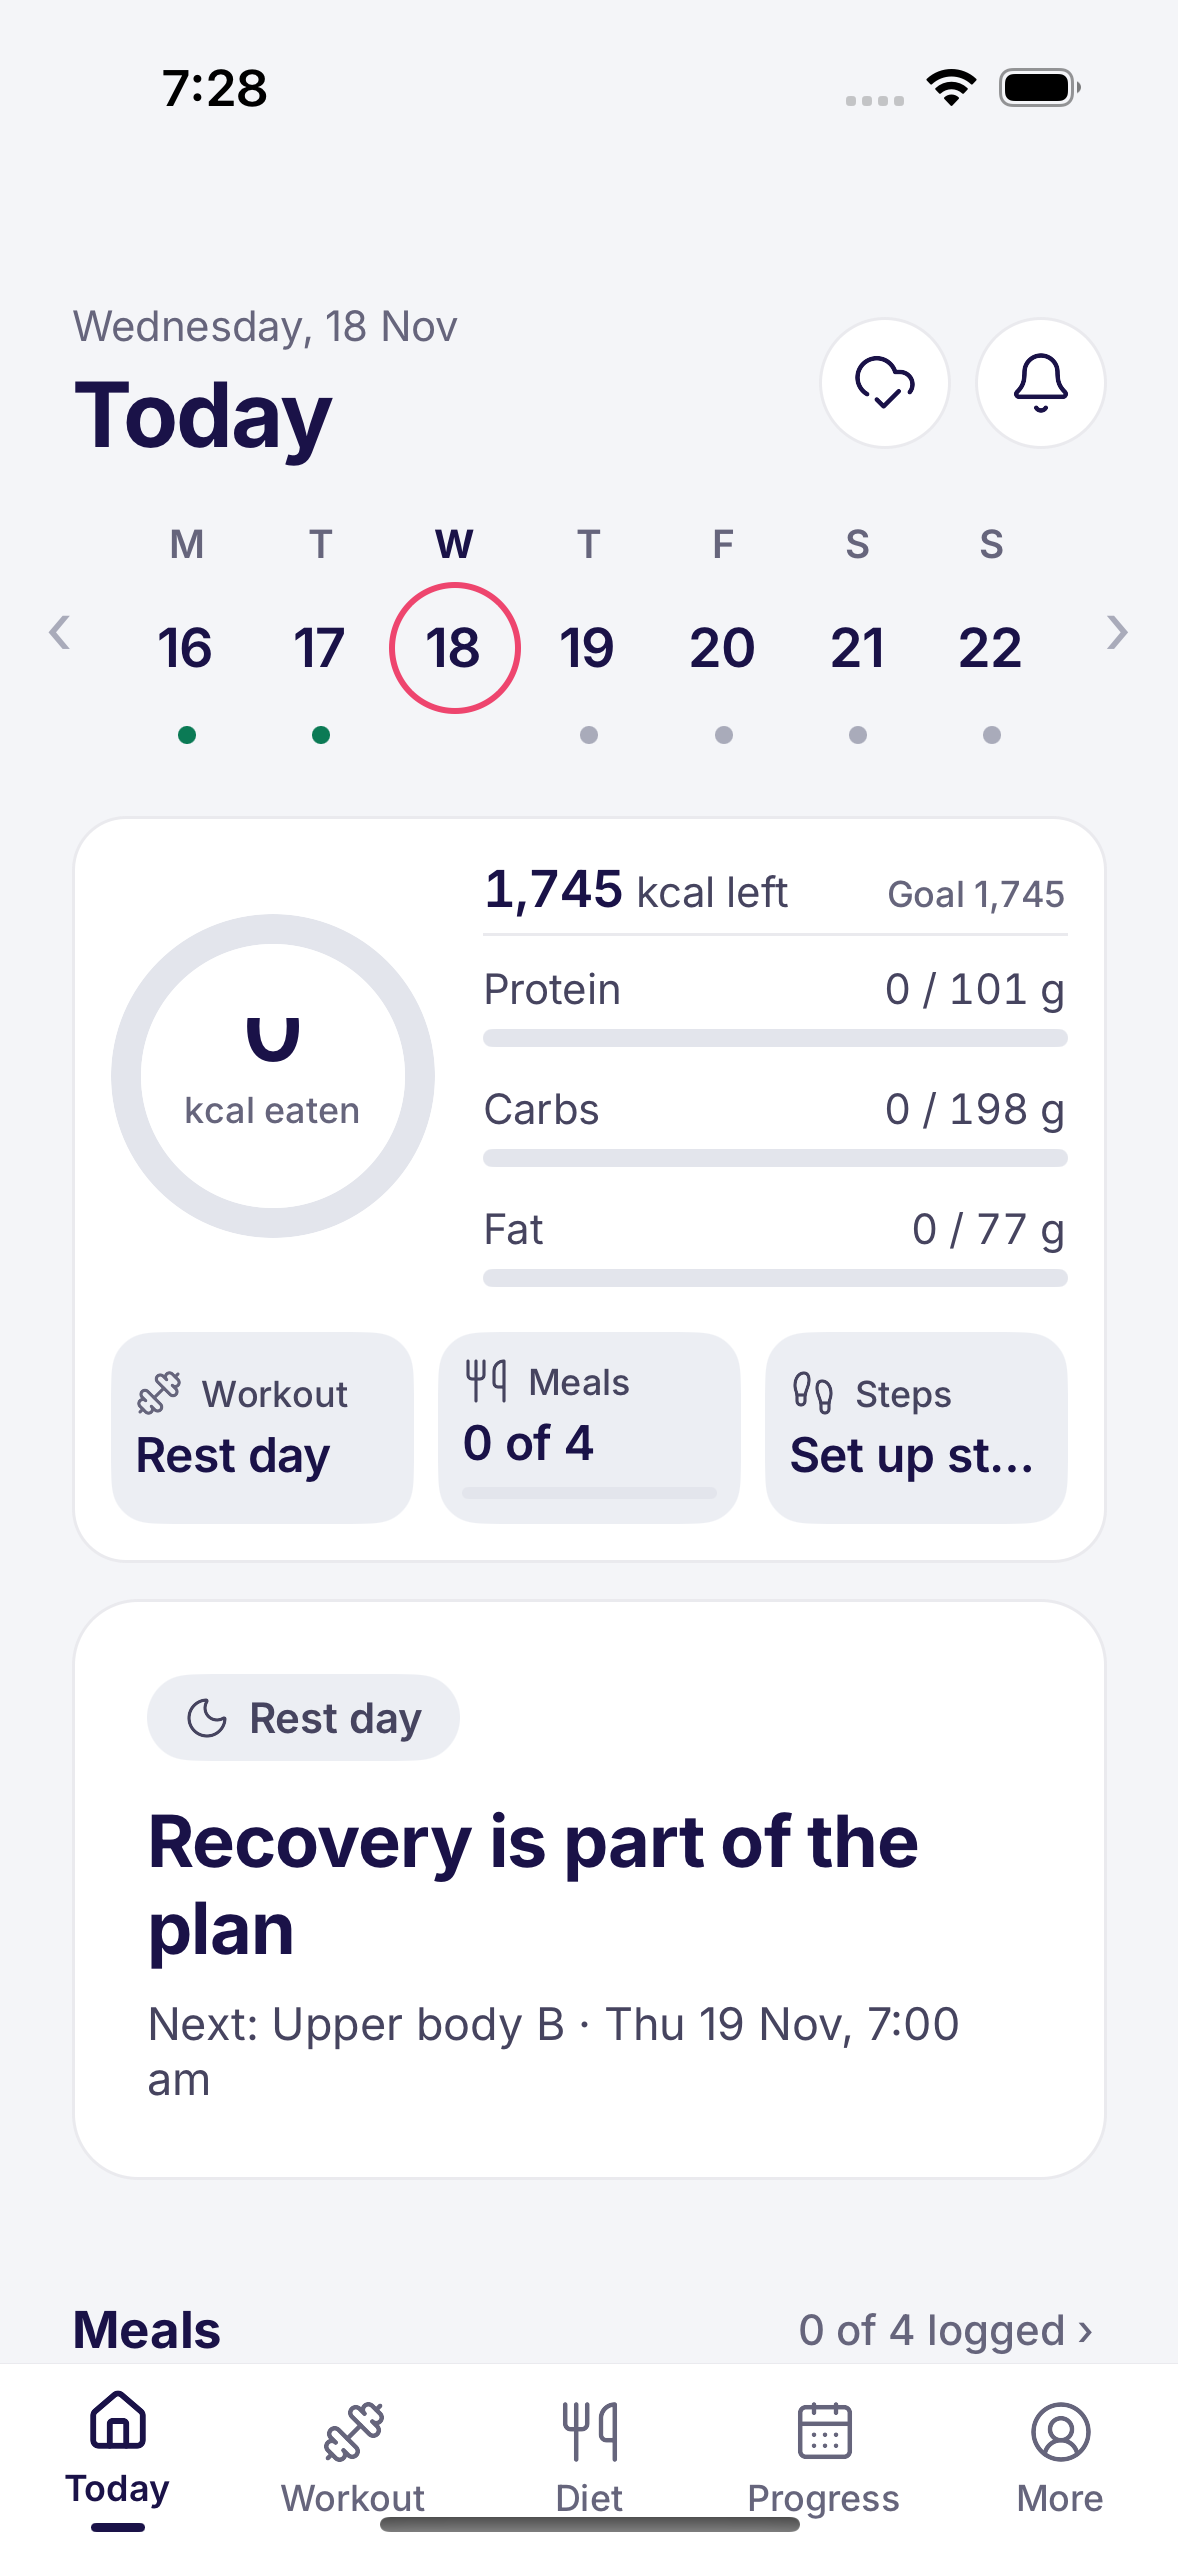 7:28
Wednesday, 18 Nov
Today
M T W T F S S
‹ 16 17 18 19 20 21 22 ›
1,745 kcal left Goal 1,745
Protein 0 / 101 g
0
kcal eaten
Carbs 0 / 198 g
Fat 0 / 77 g
Workout
Rest day
Meals
0 of 4
Steps
Set up st...
Rest day
Recovery is part of the
plan
Next: Upper body B · Thu 19 Nov, 7:00
am
Meals 0 of 4 logged ›
Today Workout Diet Progress More